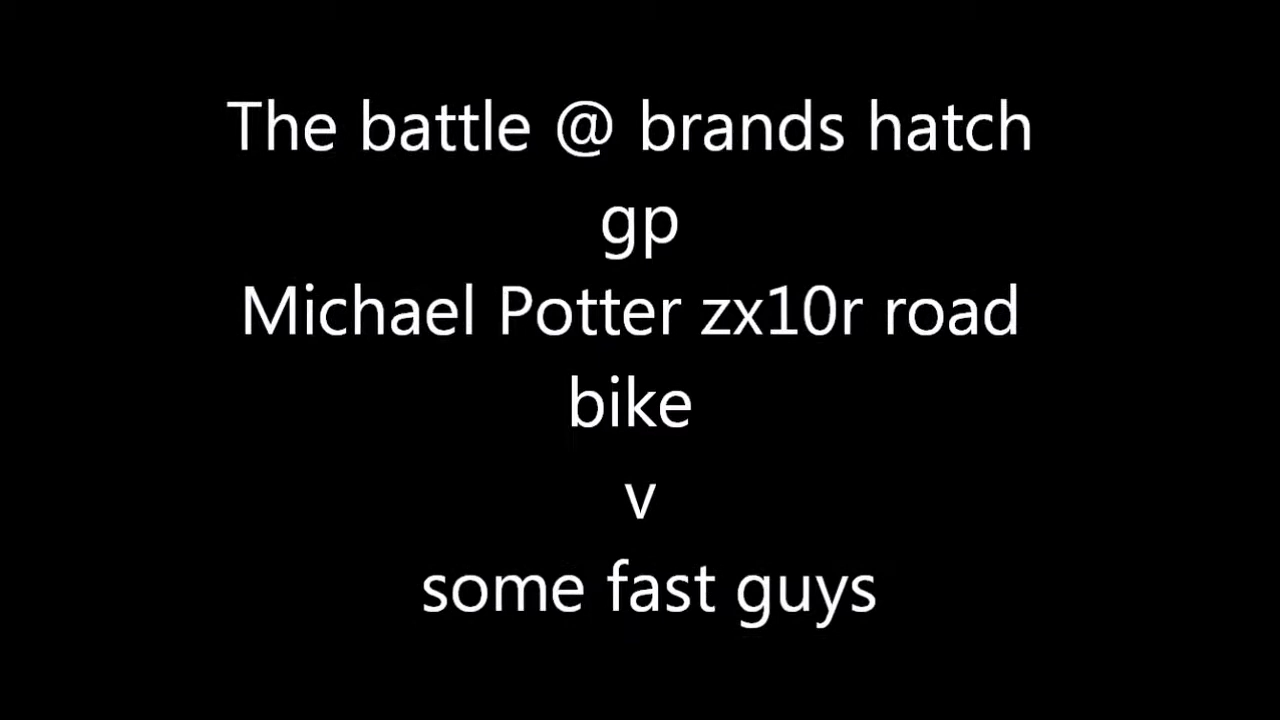 The battle @ brands hatch
gp
Michael Potter zx10r road
bike
v
some fast guys